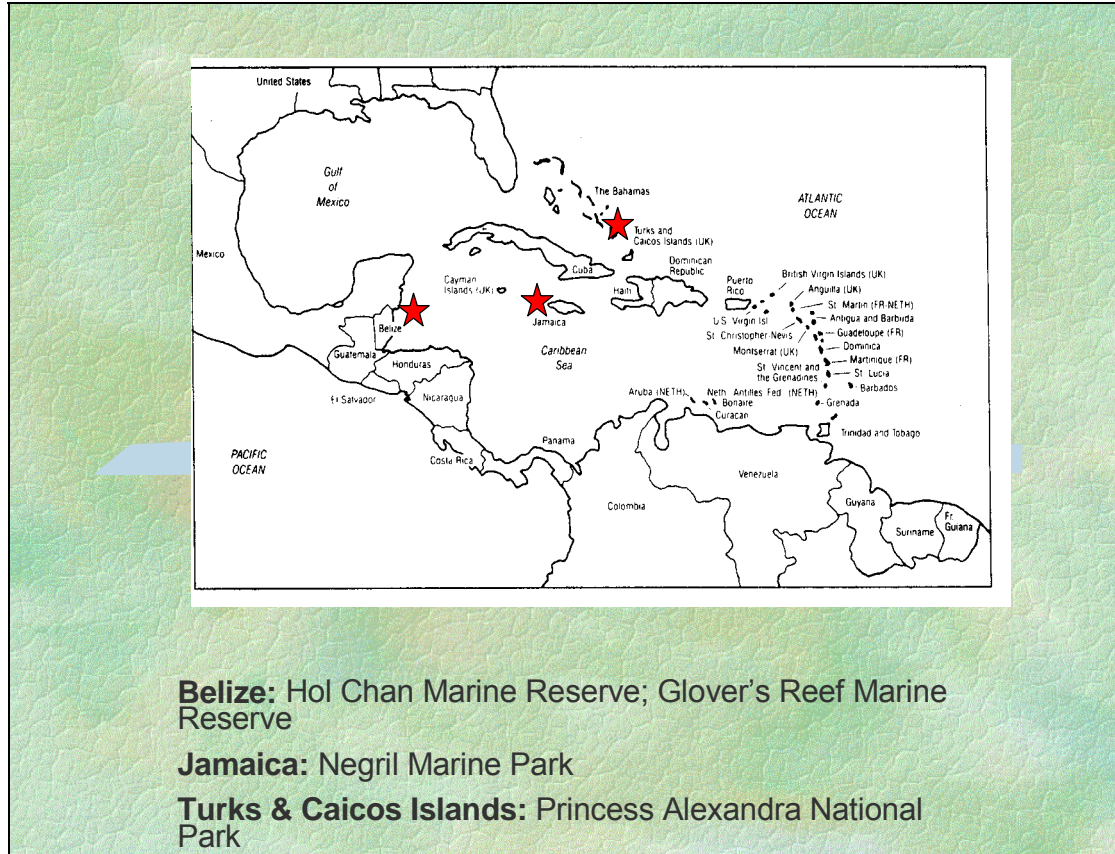 United States
Gulf
of
Mexico
The Bahamas
ATLANTIC
OCEAN
Turks and
Caicos Islands (UK)
Mexico
Cuba
Dominican
Republic
Cayman
Islands (UK)
Haiti
Puerto
Rico
British Virgin Islands (UK)
Anguilla (UK)
St. Martin (FR-NETH)
Antigua and Barbuda
U.S. Virgin Isl
Guadeloupe (FR)
St. Christopher-Nevis
Dominica
Montserrat (UK)
Martinique (FR)
St. Vincent and
the Grenadines
St. Lucia
Barbados
Belize
Jamaica
Guatemala
Honduras
Caribbean
Sea
El Salvador
Nicaragua
Aruba (NETH)
Neth. Antilles Fed. (NETH)
Bonaire
Curacan
Grenada
Trinidad and Tobago
PACIFIC
OCEAN
Costa Rica
Panama
Venezuela
Colombia
Guyana
Suriname
Fr.
Guiana
Belize: Hol Chan Marine Reserve; Glover’s Reef Marine
Reserve
Jamaica: Negril Marine Park
Turks & Caicos Islands: Princess Alexandra National
Park